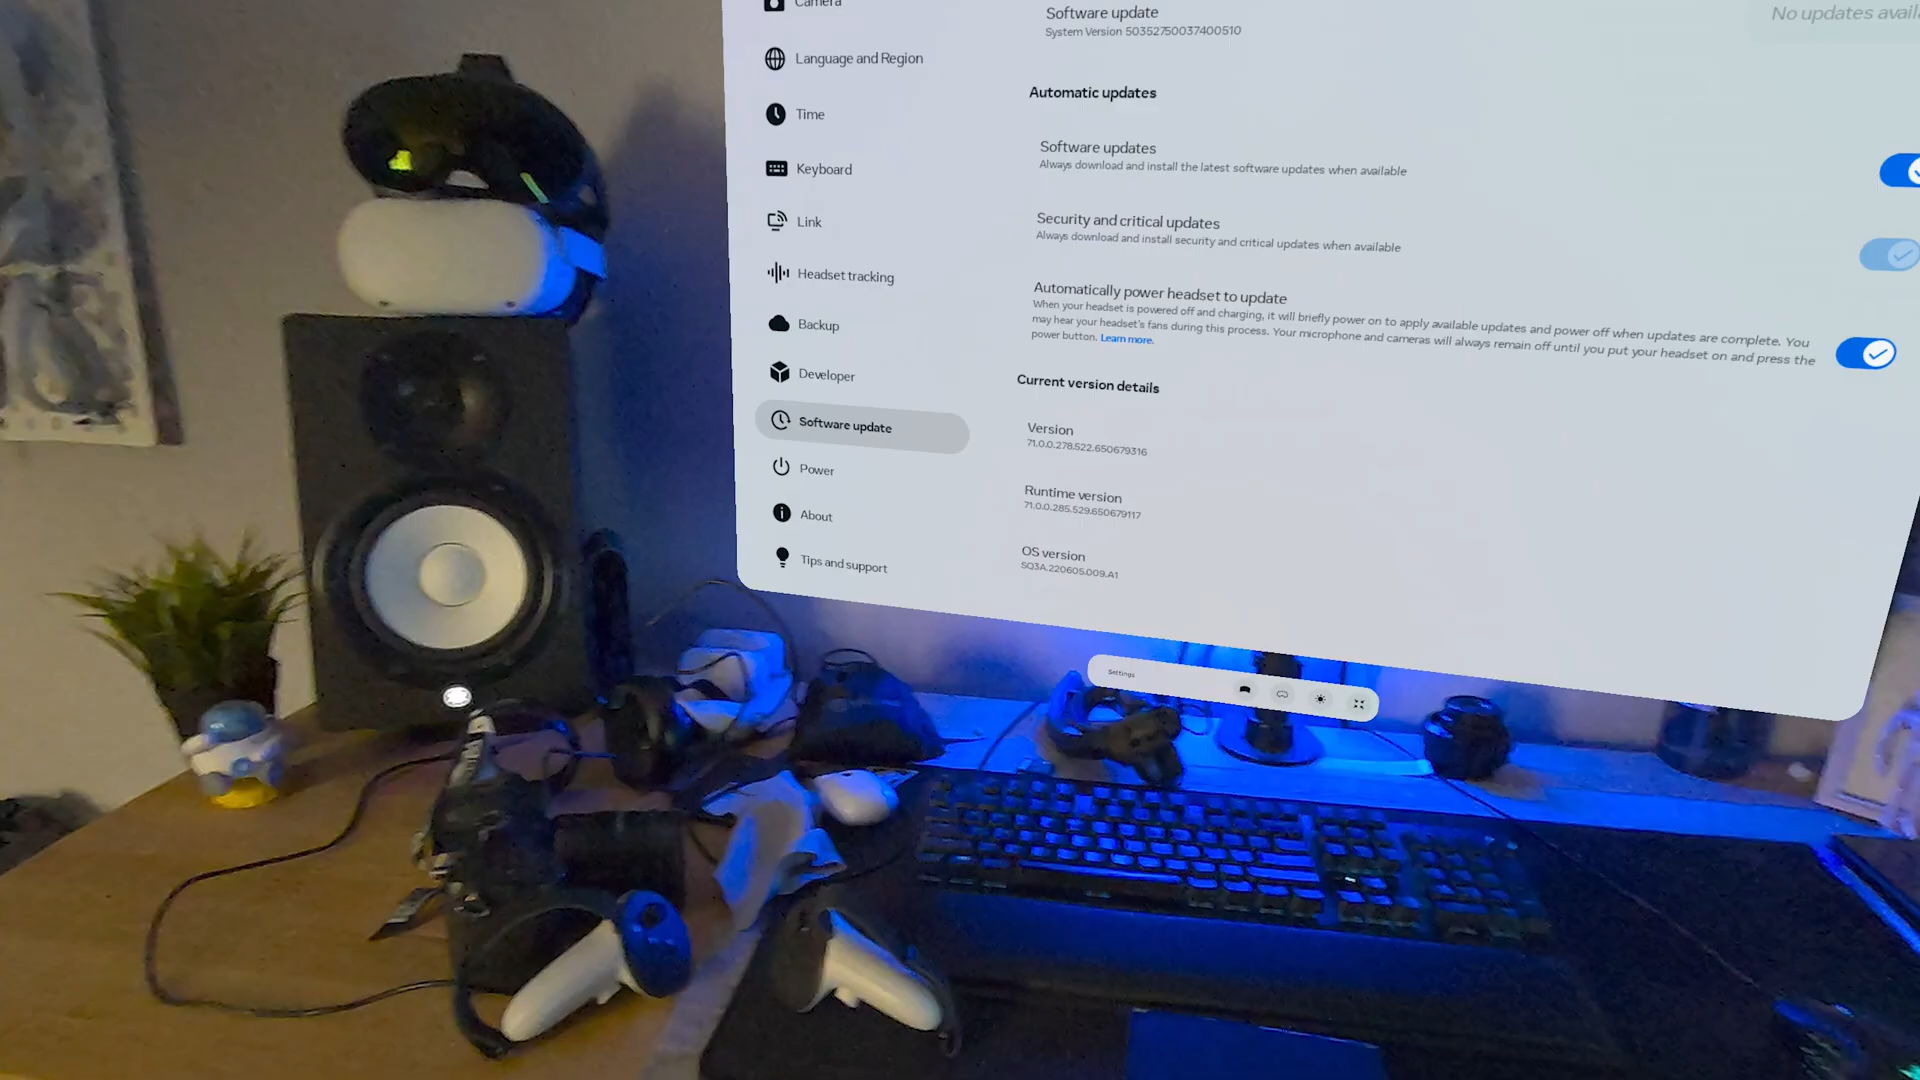 Camera
Language and Region
Time
Keyboard
Link
Headset tracking
Backup
Developer
Software update
Power
About
Tips and support
Software update
System Version 50352750037400510
No updates avail
Automatic updates
Software updates
Always download and install the latest software updates when available
Security and critical updates
Always download and install security and critical updates when available
Automatically power headset to update
When your headset is powered off and charging, it will briefly power on to apply available updates and power off when updates are complete. You
may hear your headset's fans during this process. Your microphone and cameras will always remain off until you put your headset on and press the
power button. Learn more.
Current version details
Version
71.0.0.278.522.650679316
Runtime version
71.0.0.285.529.650679117
OS version
SQ3A.220605.009.A1
Settings